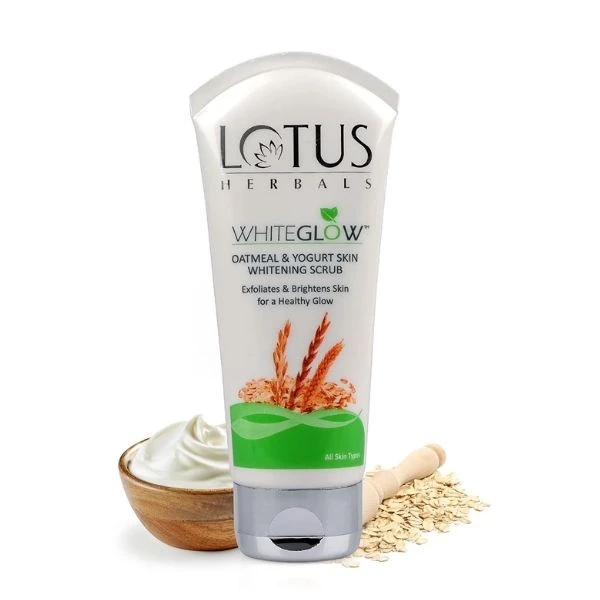 LOTUS
HERBALS
WHITEGLOW™
OATMEAL & YOGURT SKIN
WHITENING SCRUB
Exfoliates & Brightens Skin
for a Healthy Glow
All Skin Types